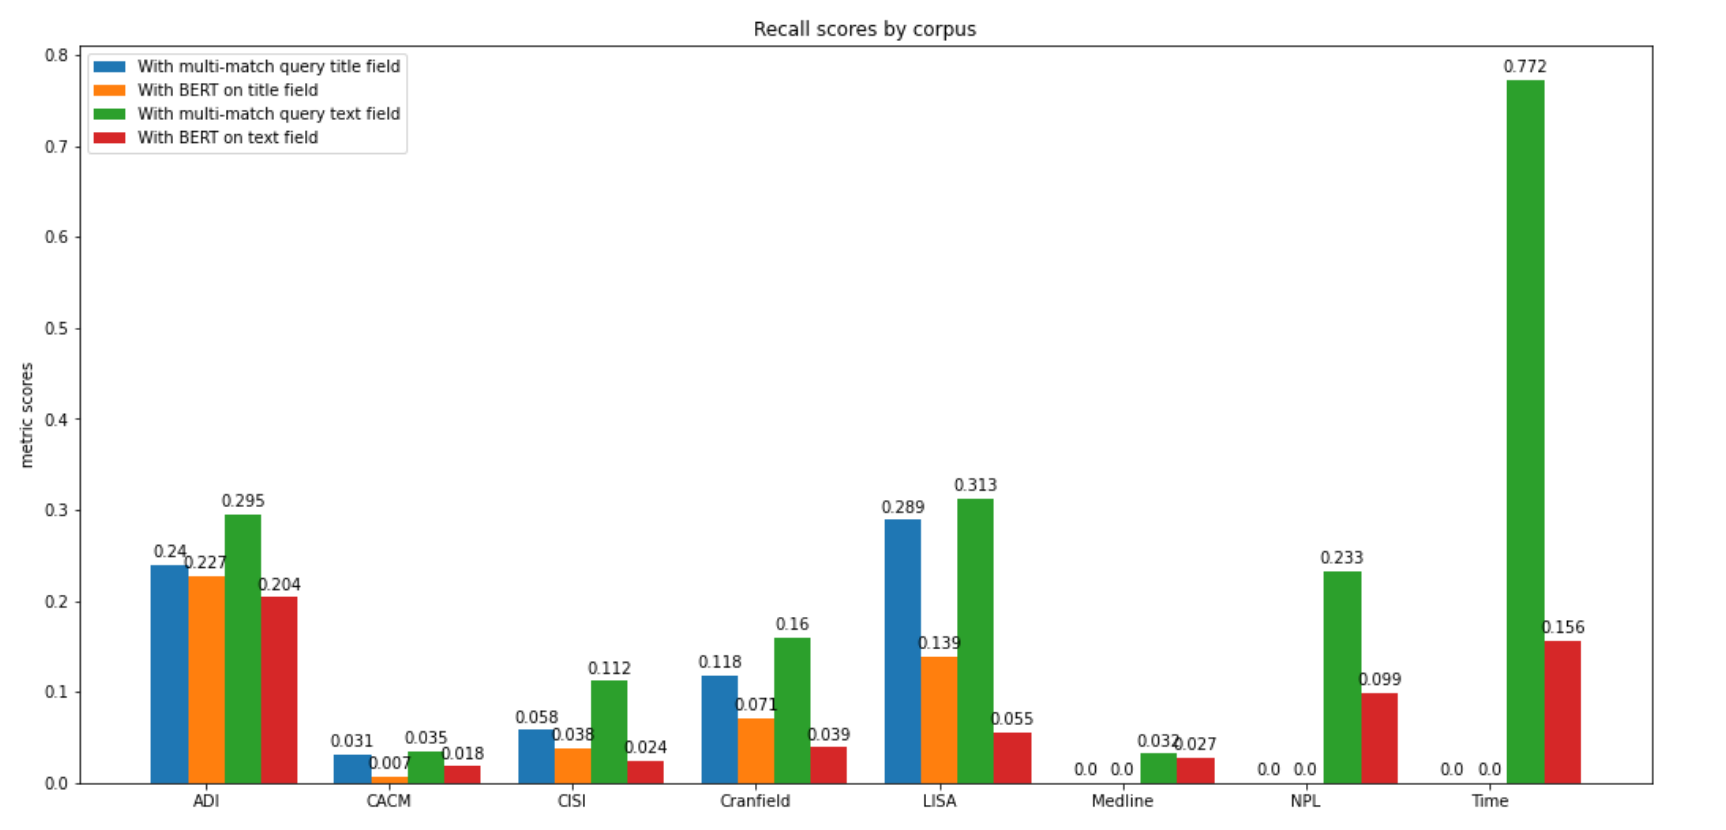 Recall scores by corpus
With multi-match query title field
With BERT on title field
With multi-match query text field
With BERT on text field
metric scores
0.8
0.7
0.6
0.5
0.4
0.3
0.2
0.1
0.0
0.24
0.227
0.295
0.204
0.031
0.007
0.035
0.018
0.058
0.038
0.112
0.024
0.118
0.071
0.16
0.039
0.289
0.139
0.313
0.055
0.0
0.0
0.032
0.027
0.0
0.0
0.233
0.099
0.0
0.0
0.772
0.156
ADI
CACM
CISI
Cranfield
LISA
Medline
NPL
Time